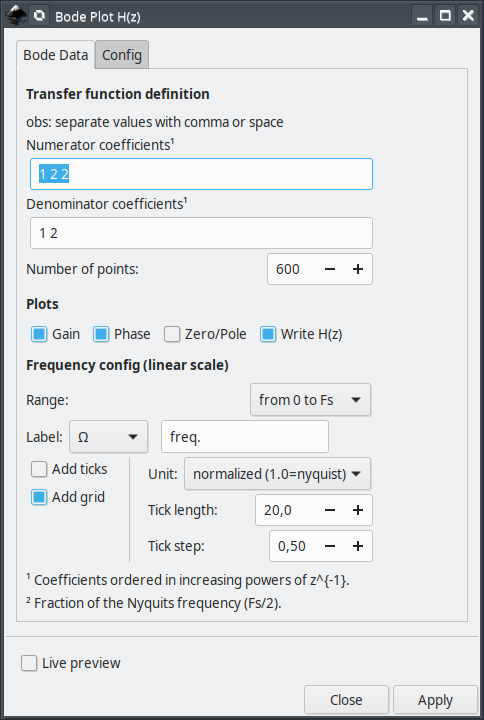 Bode Plot H(z)
Bode Data Config
Transfer function definition
obs: separate values with comma or space
Numerator coefficients¹
1 2 2
Denominator coefficients¹
1 2
Number of points: 600 − +
Plots
Gain Phase Zero/Pole Write H(z)
Frequency config (linear scale)
Range: from 0 to Fs
Label: Ω freq.
Add ticks Unit: normalized (1.0=nyquist)
Add grid
Tick length: 20,0 − +
Tick step: 0,50 − +
¹ Coefficients ordered in increasing powers of z^{-1}.
² Fraction of the Nyquits frequency (Fs/2).
Live preview
Close Apply